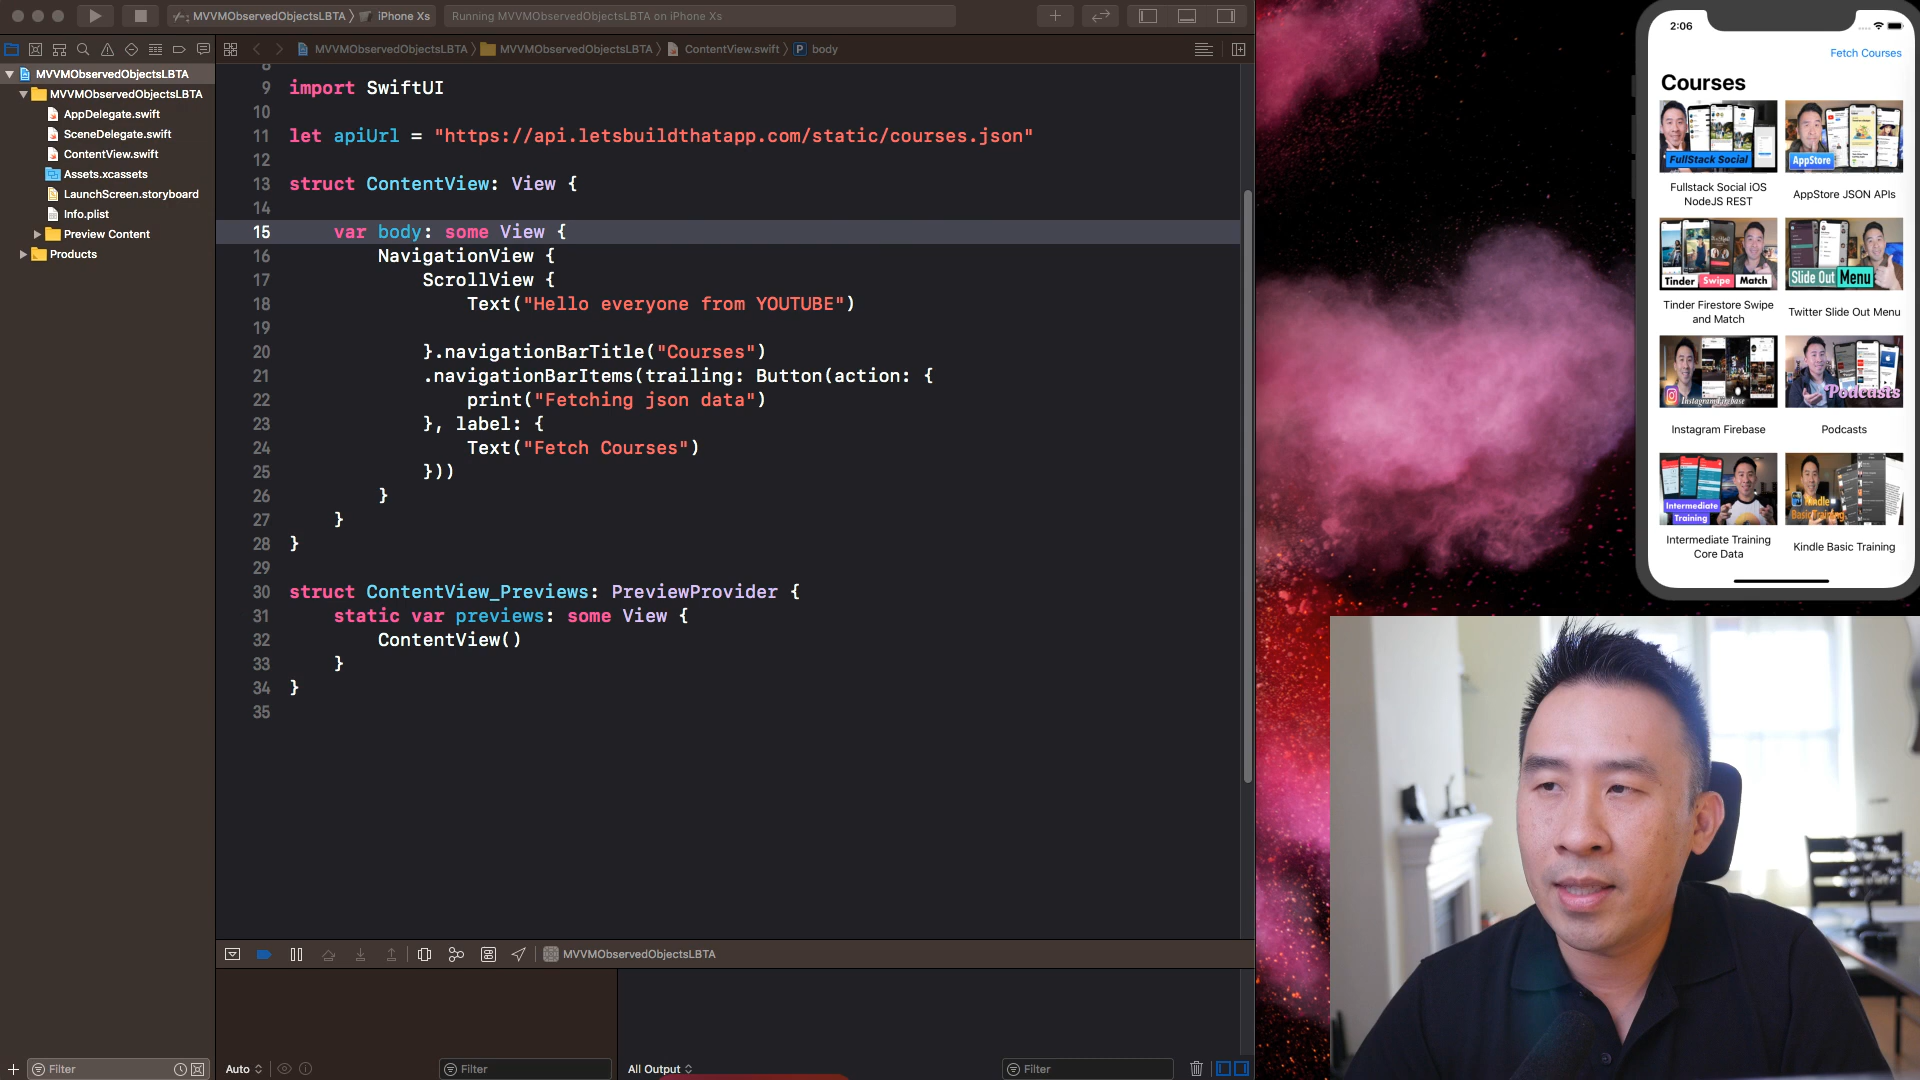 MVVMObservedObjectsLBTA
iPhone Xs
Running MVVMObservedObjectsLBTA on iPhone Xs
MVVMObservedObjectsLBTA
MVVMObservedObjectsLBTA
ContentView.swift
P body
MVVMObservedObjectsLBTA
MVVMObservedObjectsLBTA
AppDelegate.swift
SceneDelegate.swift
ContentView.swift
Assets.xcassets
LaunchScreen.storyboard
Info.plist
Preview Content
Products
8
9 import SwiftUI
10
11 let apiUrl = "https://api.letsbuildthatapp.com/static/courses.json"
12
13 struct ContentView: View {
14
15 var body: some View {
16 NavigationView {
17 ScrollView {
18 Text("Hello everyone from YOUTUBE")
19
20 }.navigationBarTitle("Courses")
21 .navigationBarItems(trailing: Button(action: {
22 print("Fetching json data")
23 }, label: {
24 Text("Fetch Courses")
25 }))
26 }
27 }
28 }
29
30 struct ContentView_Previews: PreviewProvider {
31 static var previews: some View {
32 ContentView()
33 }
34 }
35
MVVMObservedObjectsLBTA
Filter
Auto
Filter
All Output
Filter
2:06
Fetch Courses
Courses
FullStack Social
AppStore
Fullstack Social iOS
NodeJS REST
AppStore JSON APIs
Tinder Swipe Match
Slide Out Menu
Tinder Firestore Swipe
and Match
Twitter Slide Out Menu
Instagram Firebase
Podcasts
Instagram Firebase
Podcasts
Intermediate
Training
Kindle
Basic Training
Intermediate Training
Core Data
Kindle Basic Training